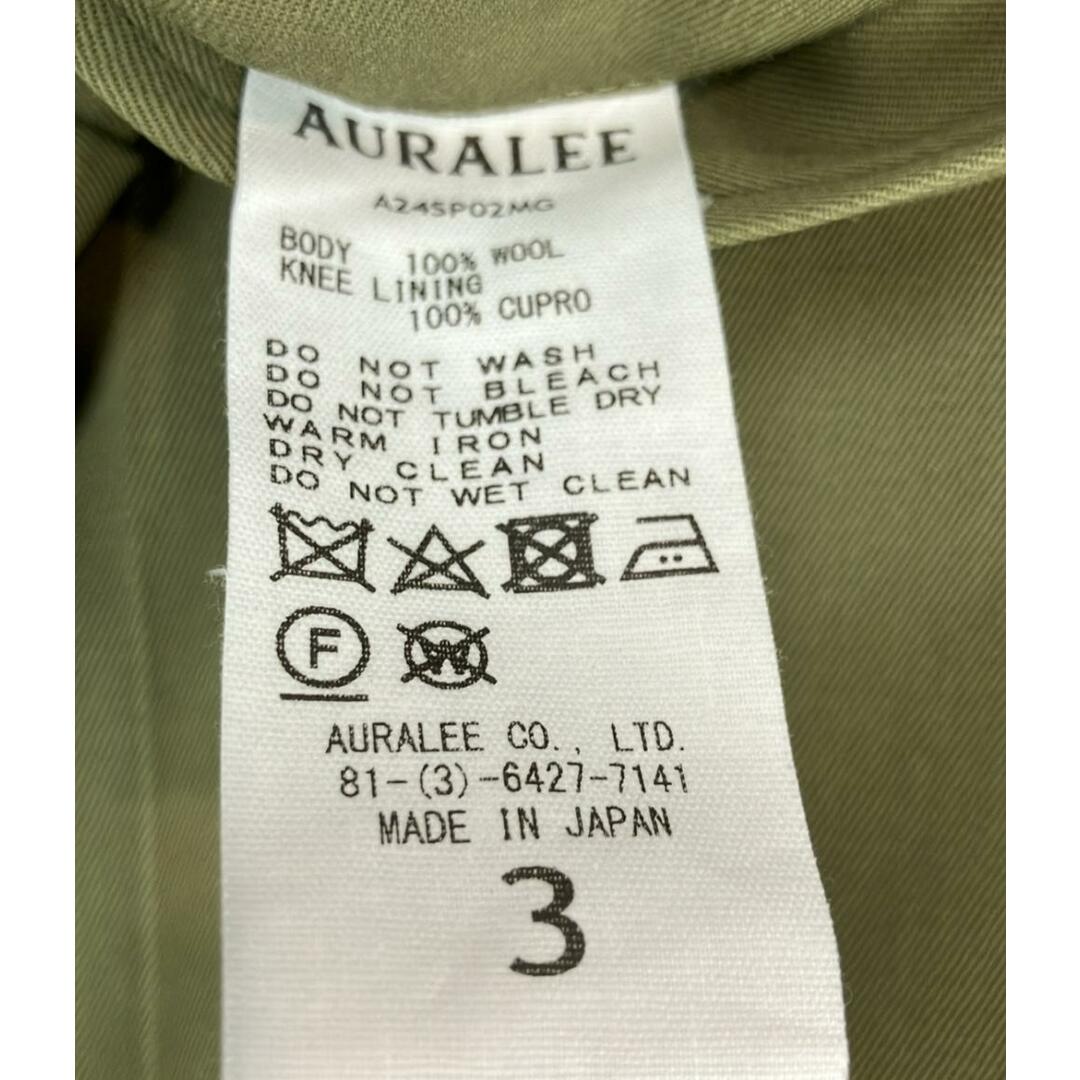 AURALEE
A24SP02MG
BODY 100% WOOL
KNEE LINING
100% CUPRO
DO NOT WASH
DO NOT BLEACH
DO NOT TUMBLE DRY
WARM IRON
DRY CLEAN
DO NOT WET CLEAN
F W
AURALEE CO., LTD.
81-(3)-6427-7141
MADE IN JAPAN
3